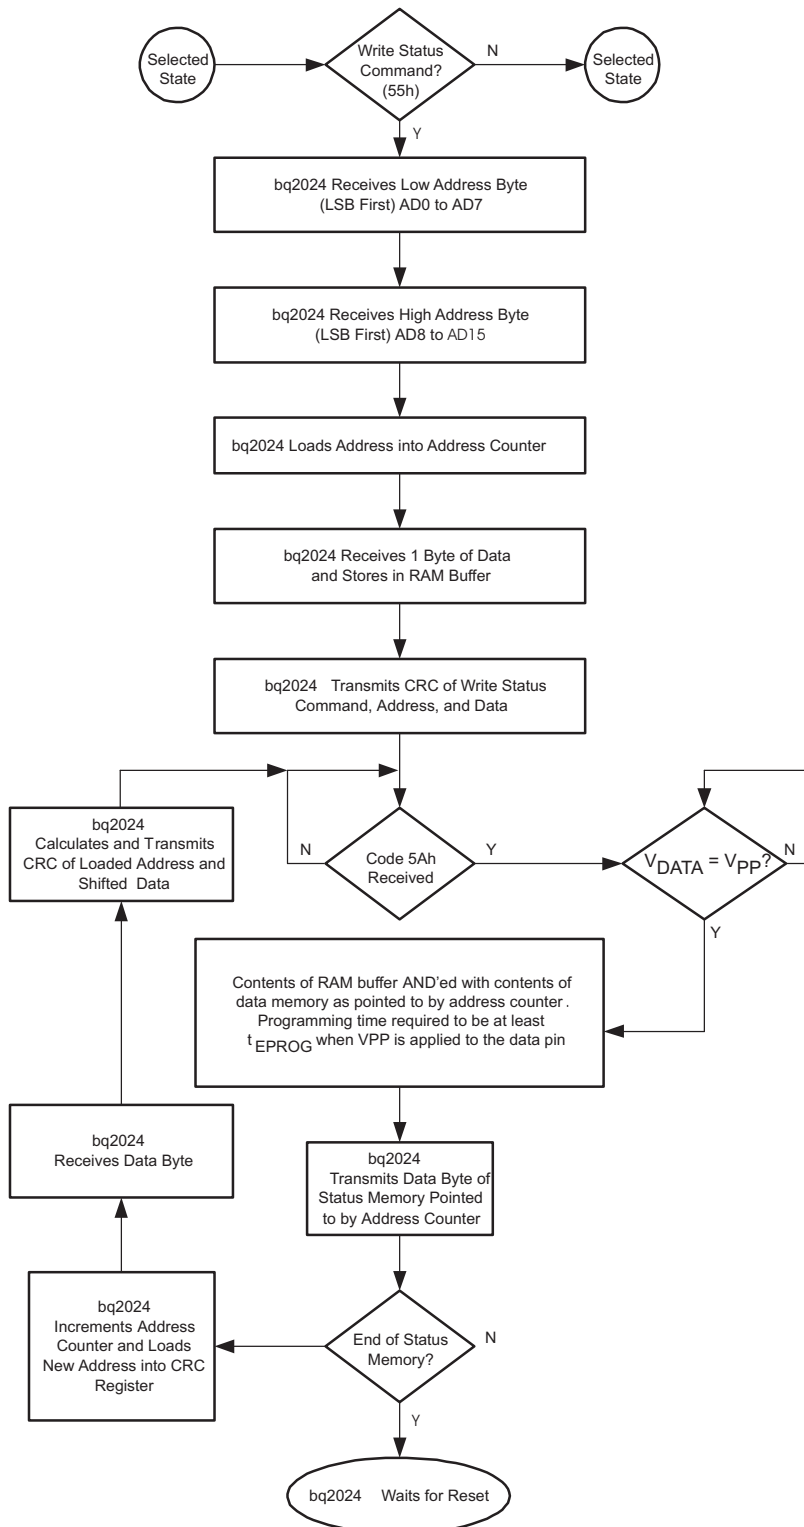 Selected
State
Write Status
Command?
(55h)
N
Selected
State
Y
bq2024 Receives Low Address Byte
(LSB First) AD0 to AD7
bq2024 Receives High Address Byte
(LSB First) AD8 to AD15
bq2024 Loads Address into Address Counter
bq2024 Receives 1 Byte of Data
and Stores in RAM Buffer
bq2024 Transmits CRC of Write Status
Command, Address, and Data
bq2024
Calculates and Transmits
CRC of Loaded Address and
Shifted Data
N
Code 5Ah
Received
Y
VDATA = VPP?
N
Y
Contents of RAM buffer AND'ed with contents of
data memory as pointed to by address counter.
Programming time required to be at least
tEPROG when VPP is applied to the data pin
bq2024
Receives Data Byte
bq2024
Transmits Data Byte of
Status Memory Pointed
to by Address Counter
bq2024
Increments Address
Counter and Loads
New Address into CRC
Register
End of Status
Memory?
N
Y
bq2024 Waits for Reset